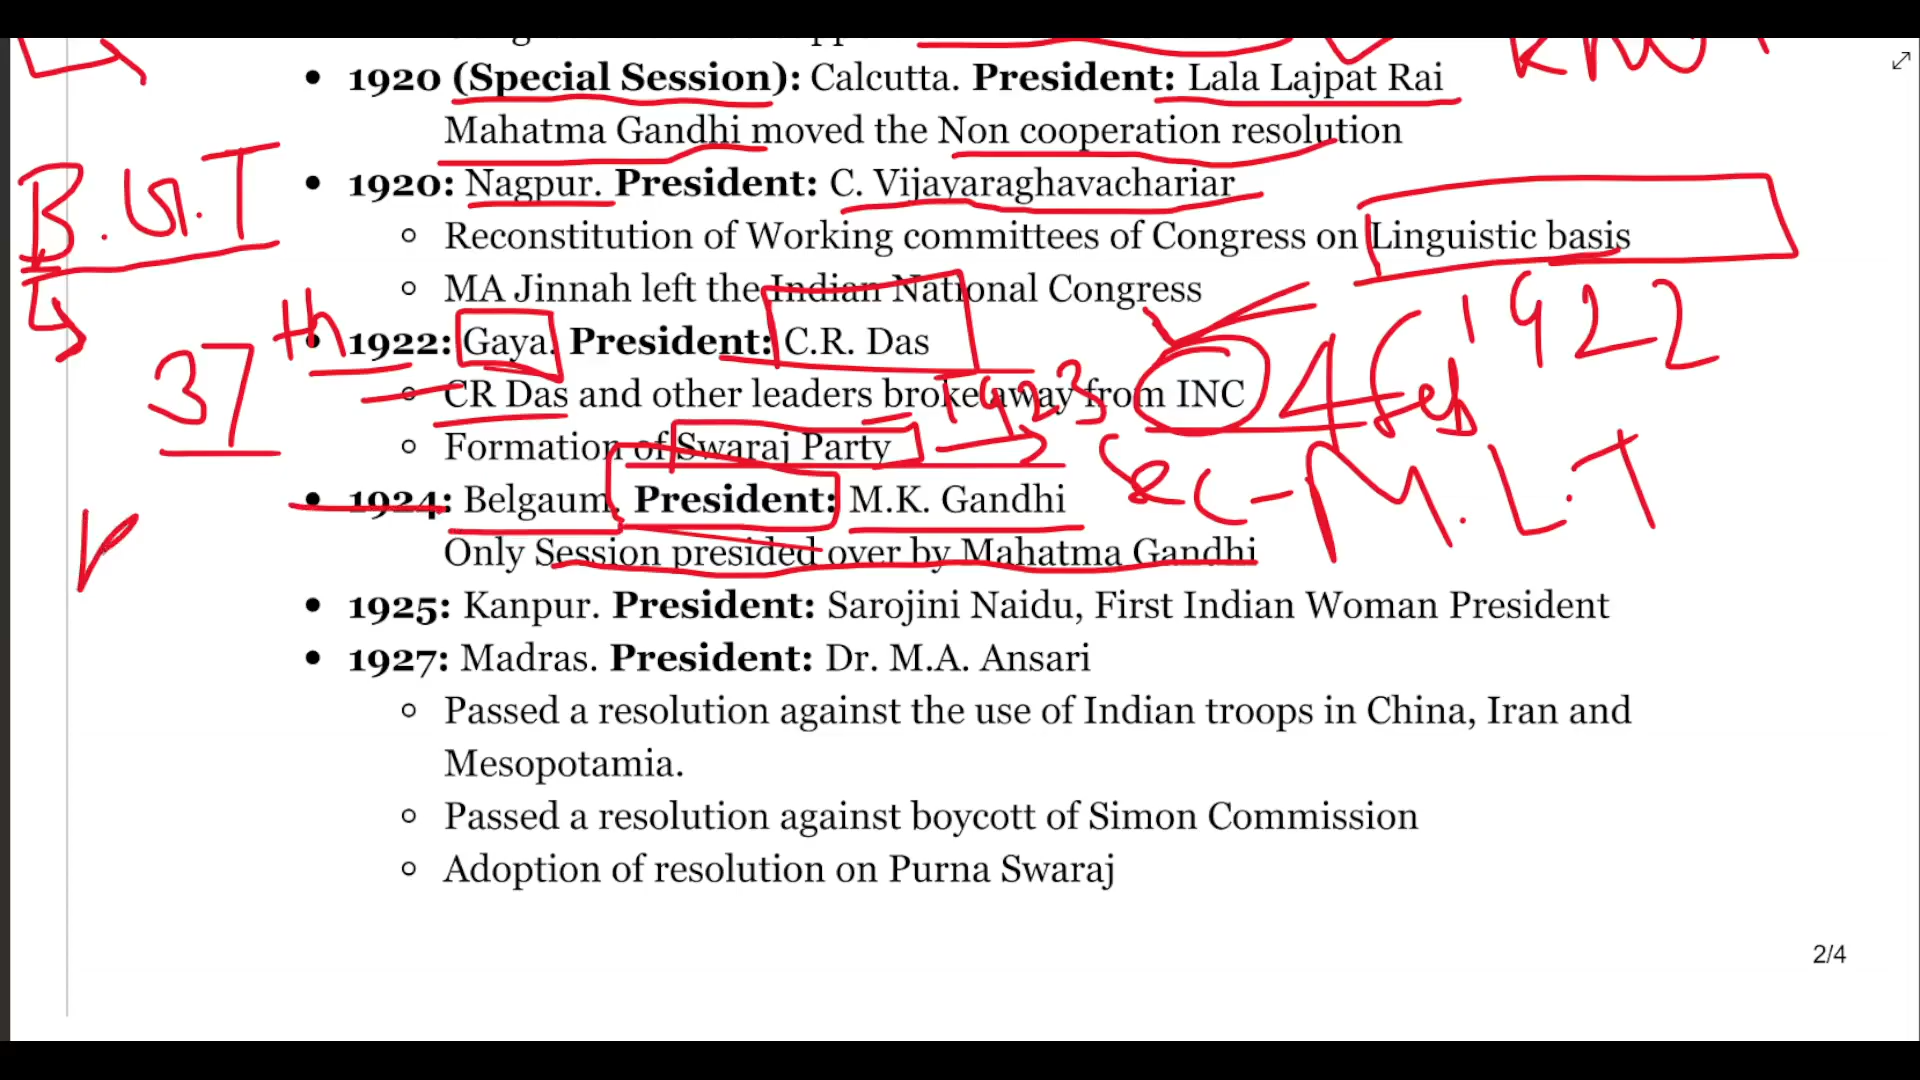 1920 (Special Session): Calcutta. President: Lala Lajpat Rai
Mahatma Gandhi moved the Non cooperation resolution
1920: Nagpur. President: C. Vijayaraghavachariar
Reconstitution of Working committees of Congress on Linguistic basis
MA Jinnah left the Indian National Congress
1922: Gaya. President: C.R. Das
CR Das and other leaders broke away from INC
Formation of Swaraj Party
1924: Belgaum. President: M.K. Gandhi
Only Session presided over by Mahatma Gandhi
1925: Kanpur. President: Sarojini Naidu, First Indian Woman President
1927: Madras. President: Dr. M.A. Ansari
Passed a resolution against the use of Indian troops in China, Iran and
Mesopotamia.
Passed a resolution against boycott of Simon Commission
Adoption of resolution on Purna Swaraj
37th
1923
4 Feb 1922
Sec - M.L.T
2/4